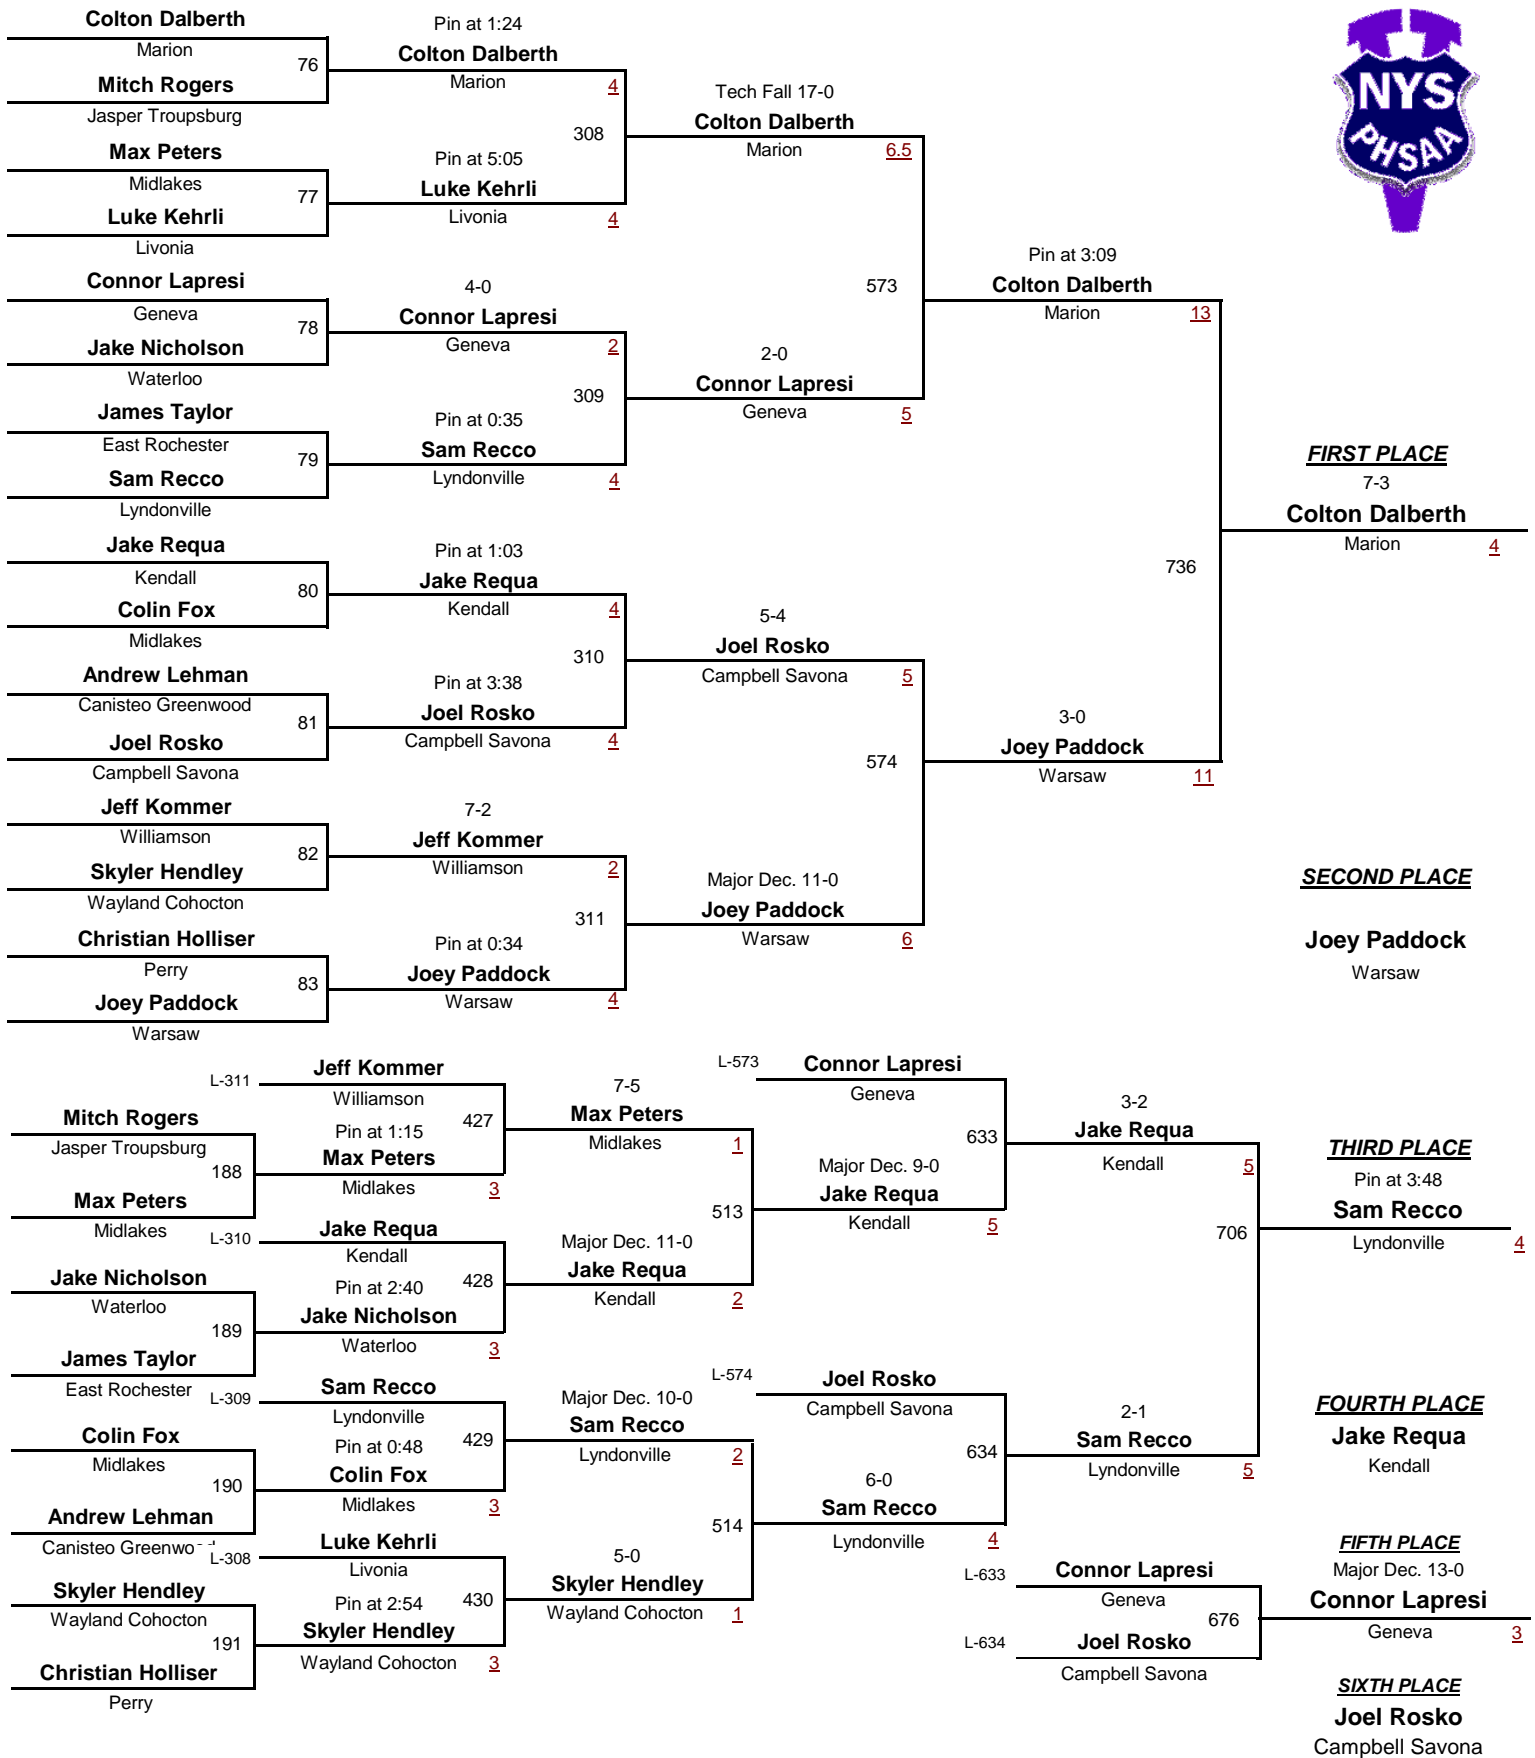 Colton Dalberth
Marion
76
Mitch Rogers
Jasper Troupsburg
Max Peters
Midlakes
77
Luke Kehrli
Livonia
Connor Lapresi
Geneva
78
Jake Nicholson
Waterloo
James Taylor
East Rochester
79
Sam Recco
Lyndonville
Jake Requa
Kendall
80
Colin Fox
Midlakes
Andrew Lehman
Canisteo Greenwood
81
Joel Rosko
Campbell Savona
Jeff Kommer
Williamson
82
Skyler Hendley
Wayland Cohocton
Christian Holliser
Perry
83
Joey Paddock
Warsaw
Pin at 1:24
Colton Dalberth
Marion
4
308
Pin at 5:05
Luke Kehrli
Livonia
4
4-0
Connor Lapresi
Geneva
2
309
Pin at 0:35
Sam Recco
Lyndonville
4
Pin at 1:03
Jake Requa
Kendall
4
310
Pin at 3:38
Joel Rosko
Campbell Savona
4
7-2
Jeff Kommer
Williamson
2
311
Pin at 0:34
Joey Paddock
Warsaw
4
Tech Fall 17-0
Colton Dalberth
Marion
6.5
573
2-0
Connor Lapresi
Geneva
5
5-4
Joel Rosko
Campbell Savona
5
574
Major Dec. 11-0
Joey Paddock
Warsaw
6
Pin at 3:09
Colton Dalberth
Marion
13
736
3-0
Joey Paddock
Warsaw
11
NYS
PHSAA
FIRST PLACE
7-3
Colton Dalberth
Marion
4
SECOND PLACE
Joey Paddock
Warsaw
Mitch Rogers
Jasper Troupsburg
188
Max Peters
Midlakes
Jake Nicholson
Waterloo
189
James Taylor
East Rochester
Colin Fox
Midlakes
190
Andrew Lehman
Canisteo
Skyler Hendley
Wayland Cohocton
191
Christian Holliser
Perry
L-311
Jeff Kommer
Williamson
427
Pin at 1:15
Max Peters
Midlakes
3
L-310
Jake Requa
Kendall
428
Pin at 2:40
Jake Nicholson
Waterloo
3
L-309
Sam Recco
Lyndonville
429
Pin at 0:48
Colin Fox
Midlakes
3
L-308
Luke Kehrli
Livonia
430
Pin at 2:54
Skyler Hendley
Wayland Cohocton
3
7-5
Max Peters
Midlakes
1
513
Major Dec. 11-0
Jake Requa
Kendall
2
Major Dec. 10-0
Sam Recco
Lyndonville
2
514
5-0
Skyler Hendley
Wayland Cohocton
1
L-573
Connor Lapresi
Geneva
633
Major Dec. 9-0
Jake Requa
Kendall
5
L-574
Joel Rosko
Campbell Savona
634
6-0
Sam Recco
Lyndonville
4
3-2
Jake Requa
Kendall
5
706
2-1
Sam Recco
Lyndonville
5
L-633
Connor Lapresi
Geneva
676
L-634
Joel Rosko
Campbell Savona
THIRD PLACE
Pin at 3:48
Sam Recco
Lyndonville
4
FOURTH PLACE
Jake Requa
Kendall
FIFTH PLACE
Major Dec. 13-0
Connor Lapresi
Geneva
3
SIXTH PLACE
Joel Rosko
Campbell Savona